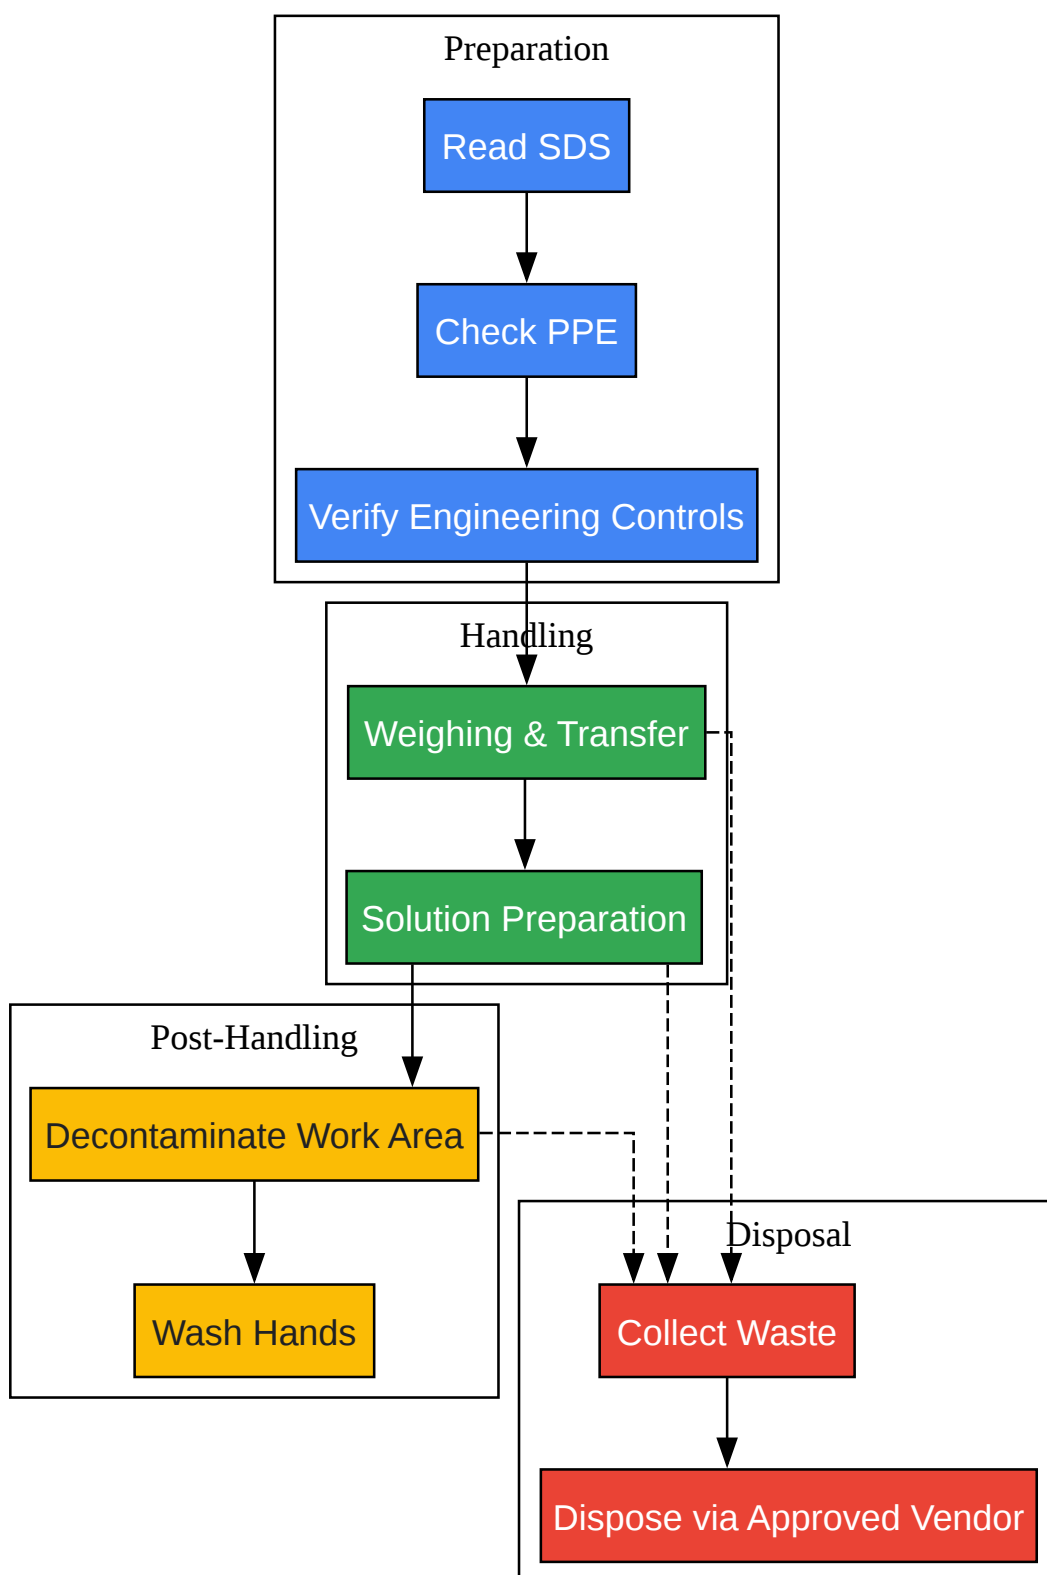 Preparation
Read SDS
Check PPE
Verify Engineering Controls
Handling
Weighing & Transfer
Solution Preparation
Post-Handling
Decontaminate Work Area
Wash Hands
Disposal
Collect Waste
Dispose via Approved Vendor